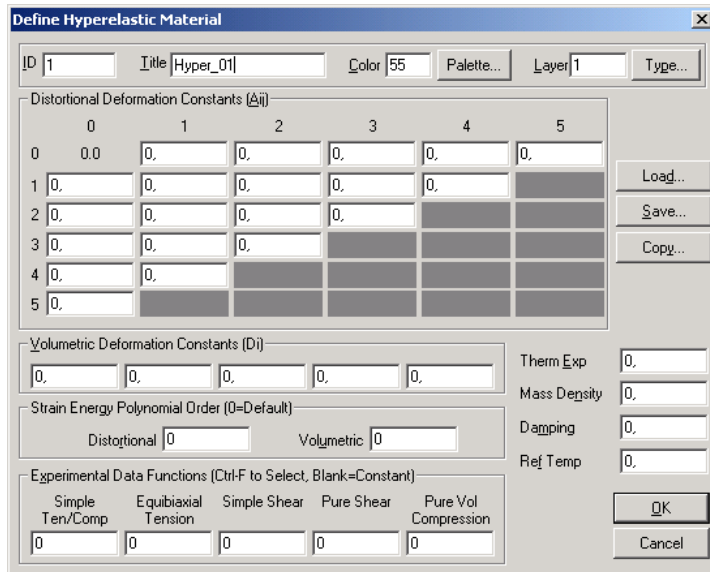 Define Hyperelastic Material
ID 1 Title Hyper_01 Color 55 Palette... Layer 1 Type...
Distortional Deformation Constants (Aij)
0 1 2 3 4 5
0 0.0 0, 0, 0, 0, 0,
1 0, 0, 0, 0, 0,
Load...
2 0, 0, 0, 0,
Save...
3 0, 0, 0,
Copy...
4 0, 0,
5 0,
Volumetric Deformation Constants (Di)
0, 0, 0, 0, 0,
Therm Exp 0,
Mass Density 0,
Strain Energy Polynomial Order (0=Default)
Distortional 0 Volumetric 0
Damping 0,
Ref Temp 0,
Experimental Data Functions (Ctrl-F to Select, Blank=Constant)
Simple Ten/Comp Equibiaxial Tension Simple Shear Pure Shear Pure Vol Compression
0 0 0 0 0
OK
Cancel